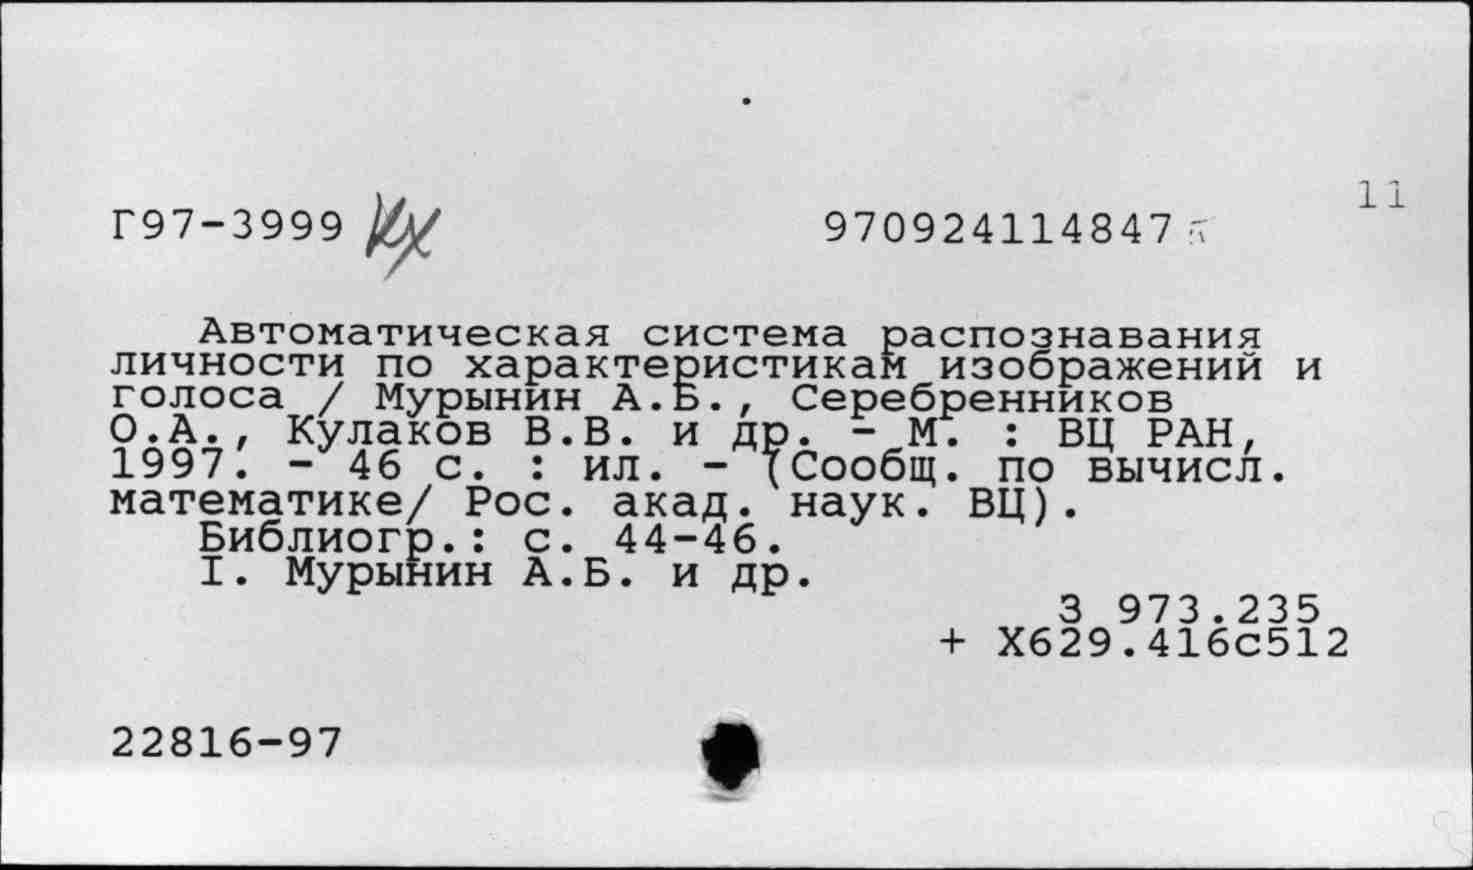 11
Г97-3999 970924114847
Автоматическая система распознавания
личности по характеристикам изображений и
голоса / Мурынин А.Б., Серебренников
О.А., Кулаков В.В. и др. - М. : ВЦ РАН,
1997. - 46 с. : ил. - (Сообщ. по вычисл.
математике/ Рос. акад. наук. ВЦ).
Библиогр.: с. 44-46.
I. Мурынин А.Б. и др.
З 973.235
+ Х629.416с512
22816-97